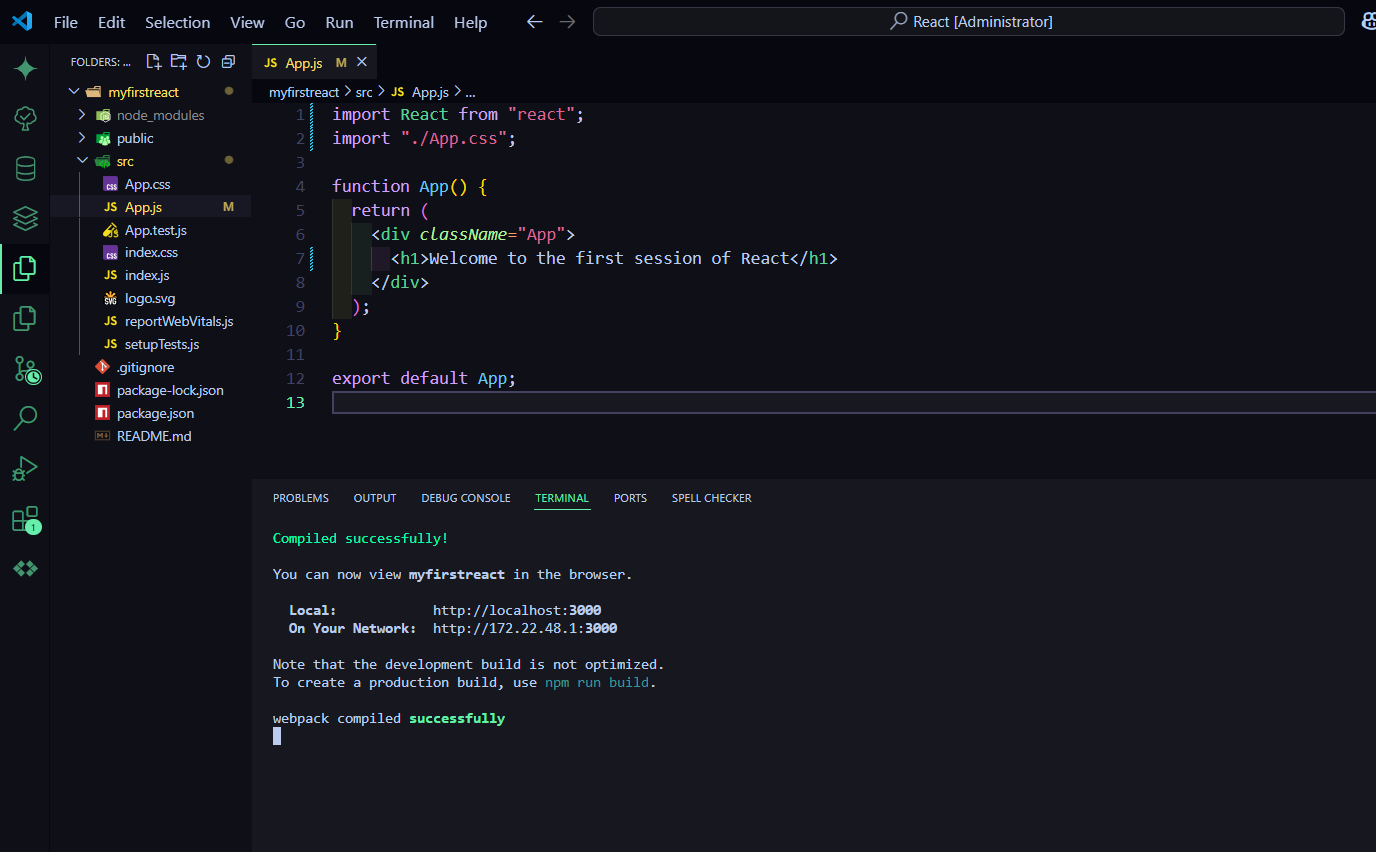 File Edit Selection View Go Run Terminal Help
React [Administrator]
FOLDERS: ...
JS App.js M
myfirstreact
myfirstreact > src > JS App.js > ...
node_modules
public
src
App.css
JS App.js M
App.test.js
index.css
JS index.js
logo.svg
JS reportWebVitals.js
JS setupTests.js
.gitignore
package-lock.json
package.json
README.md
1 import React from "react";
2 import "./App.css";
3
4 function App() {
5 return (
6 <div className="App">
7 <h1>Welcome to the first session of React</h1>
8 </div>
9 );
10 }
11
12 export default App;
13
1
PROBLEMS OUTPUT DEBUG CONSOLE TERMINAL PORTS SPELL CHECKER
Compiled successfully!
You can now view myfirstreact in the browser.
Local: http://localhost:3000
On Your Network: http://172.22.48.1:3000
Note that the development build is not optimized.
To create a production build, use npm run build.
webpack compiled successfully